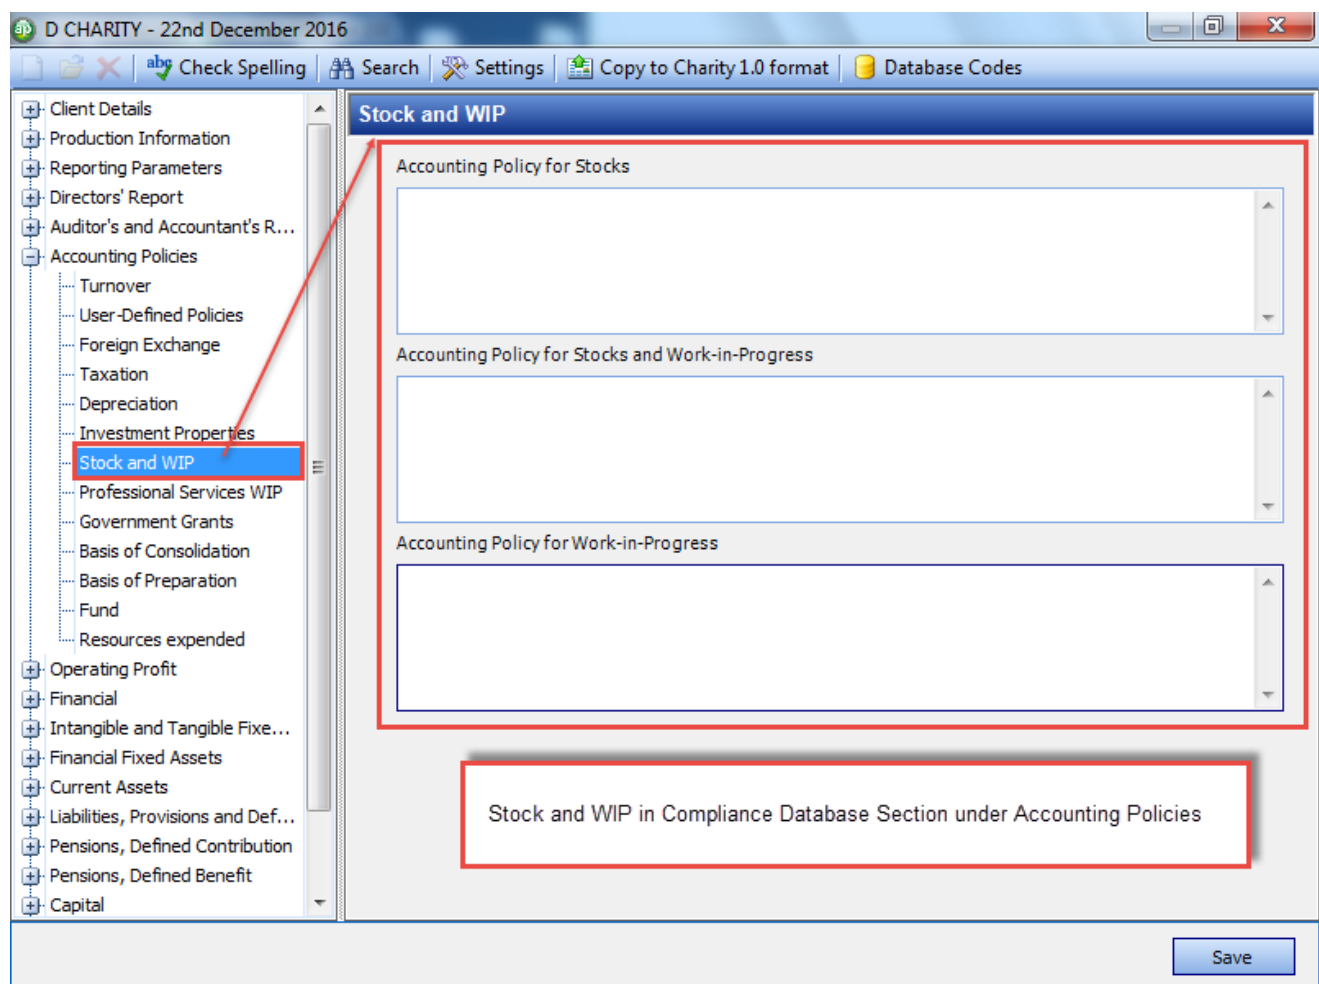 D CHARITY - 22nd December 2016
Check Spelling Search Settings Copy to Charity 1.0 format Database Codes
Client Details
Production Information
Reporting Parameters
Directors' Report
Auditor's and Accountant's R...
Accounting Policies
Turnover
User-Defined Policies
Foreign Exchange
Taxation
Depreciation
Investment Properties
Stock and WIP
Professional Services WIP
Government Grants
Basis of Consolidation
Basis of Preparation
Fund
Resources expended
Operating Profit
Financial
Intangible and Tangible Fixe...
Financial Fixed Assets
Current Assets
Liabilities, Provisions and Def...
Pensions, Defined Contribution
Pensions, Defined Benefit
Capital
Stock and WIP
Accounting Policy for Stocks
Accounting Policy for Stocks and Work-in-Progress
Accounting Policy for Work-in-Progress
Stock and WIP in Compliance Database Section under Accounting Policies
Save